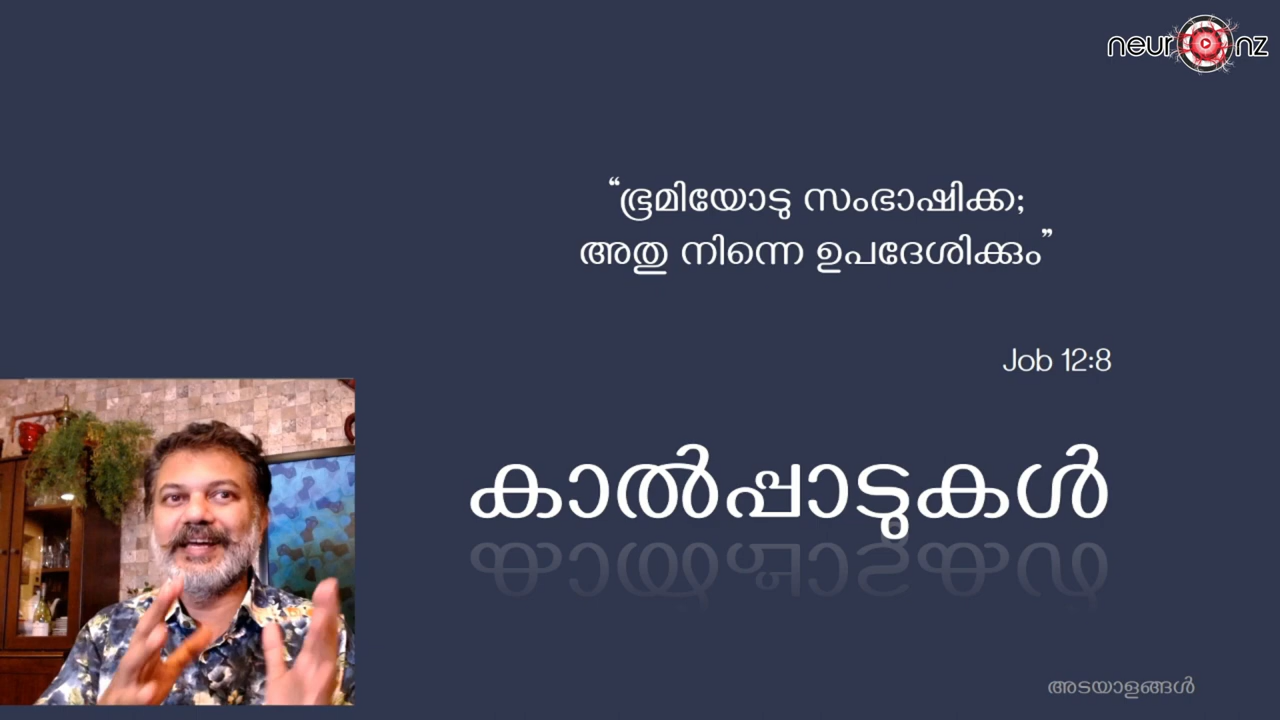 neuronz
“ഭൂമിയോടു സംഭാഷിക്ക;
അതു നിന്നെ ഉപദേശിക്കും”
Job 12:8
കാൽപ്പാടുകൾ
അടയാളങ്ങൾ